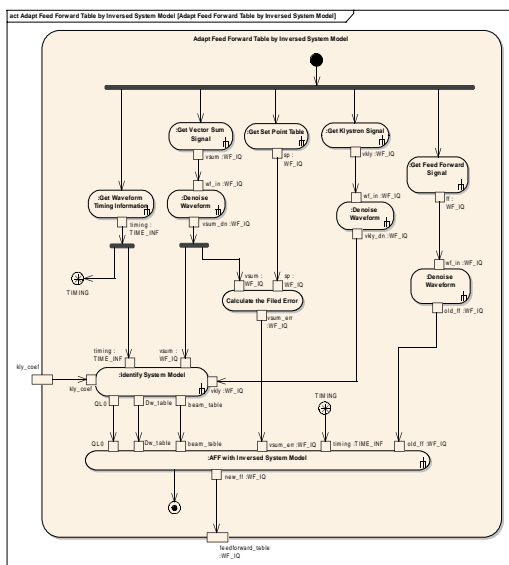 act Adapt Feed Forward Table by Inversed System Model [Adapt Feed Forward Table by Inversed System Model]
Adapt Feed Forward Table by Inversed System Model
:Get Vector Sum
Signal
:Get Set Point Table
:Get Klystron Signal
:Get Feed Forward
Signal
vsum :WF_IQ
sp :
WF_IQ
vkly :WF_IQ
ff :
WF_IQ
:Get Waveform
Timing Information
wf_in :WF_IQ
:Denoise
Waveform
wf_in :WF_IQ
:Denoise
Waveform
timing :
TIME_INF
vsum_dn :WF_IQ
vkly_dn :WF_IQ
wf_in :WF_IQ
:Denoise
Waveform
TIMING
vsum :
WF_IQ
sp :
WF_IQ
Calculate the Filed Error
old_ff :WF_IQ
vsum_err
:WF_IQ
timing :
TIME_INF
vsum :
WF_IQ
kly_coef
:Identify System Model
kly_coef
vkly :WF_IQ
TIMING
QL0
Dw_table
beam_table
QL0
Dw_table
beam_table
vsum_err :WF_IQ
timing :TIME_INF
old_ff :WF_IQ
:AFF with Inversed System Model
new_ff :WF_IQ
feedforward_table
:WF_IQ